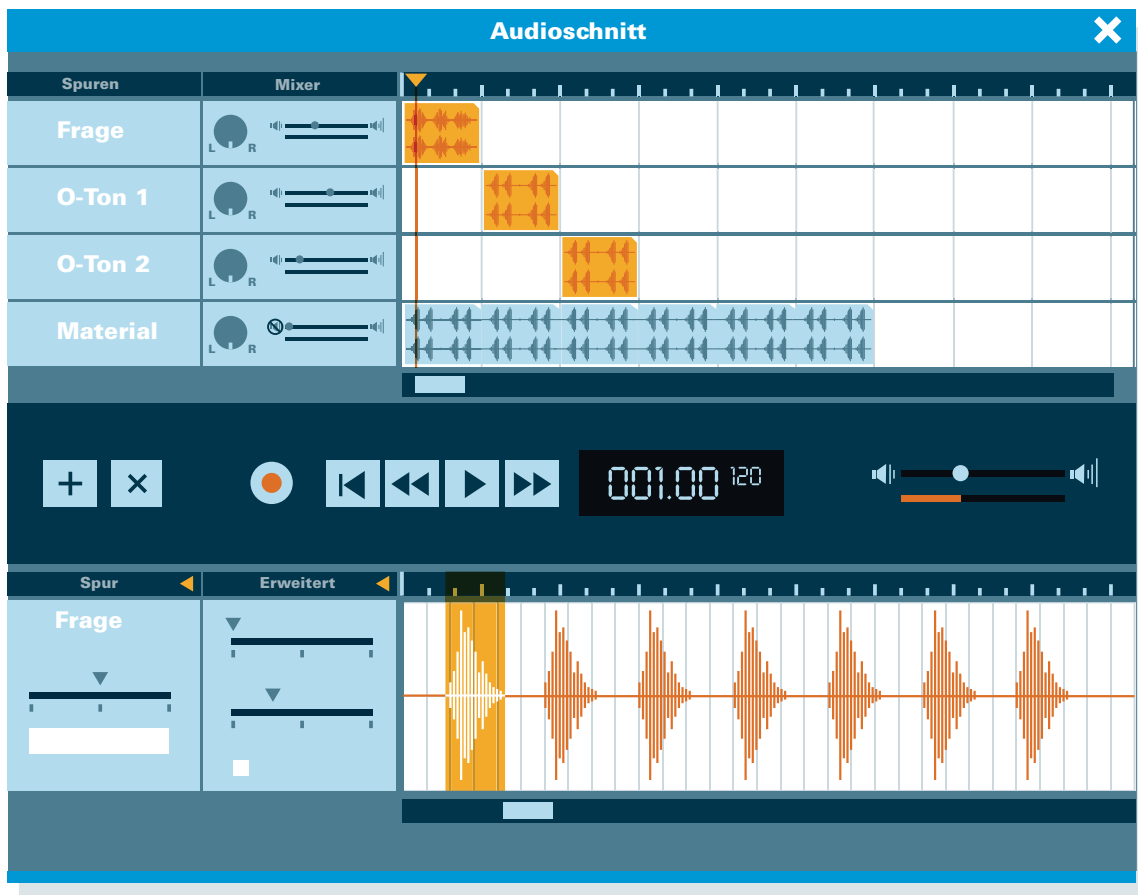 Audioschnitt
Spuren Mixer
Frage L R
O-Ton 1 L R
O-Ton 2 L R
Material L R
001.00 120
Spur Erweitert
Frage